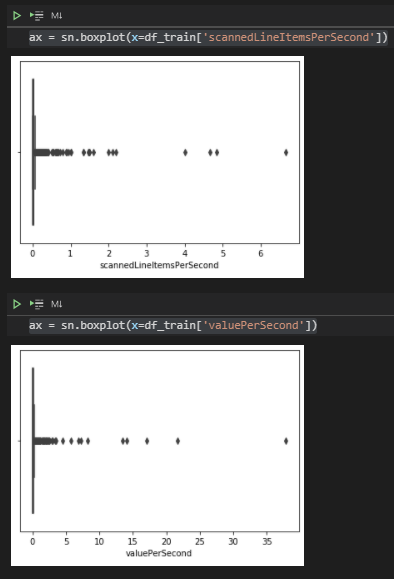 M↓
ax = sn.boxplot(x=df_train['scannedLineItemsPerSecond'])
0 1 2 3 4 5 6
scannedLineItemsPerSecond
M↓
ax = sn.boxplot(x=df_train['valuePerSecond'])
0 5 10 15 20 25 30 35
valuePerSecond